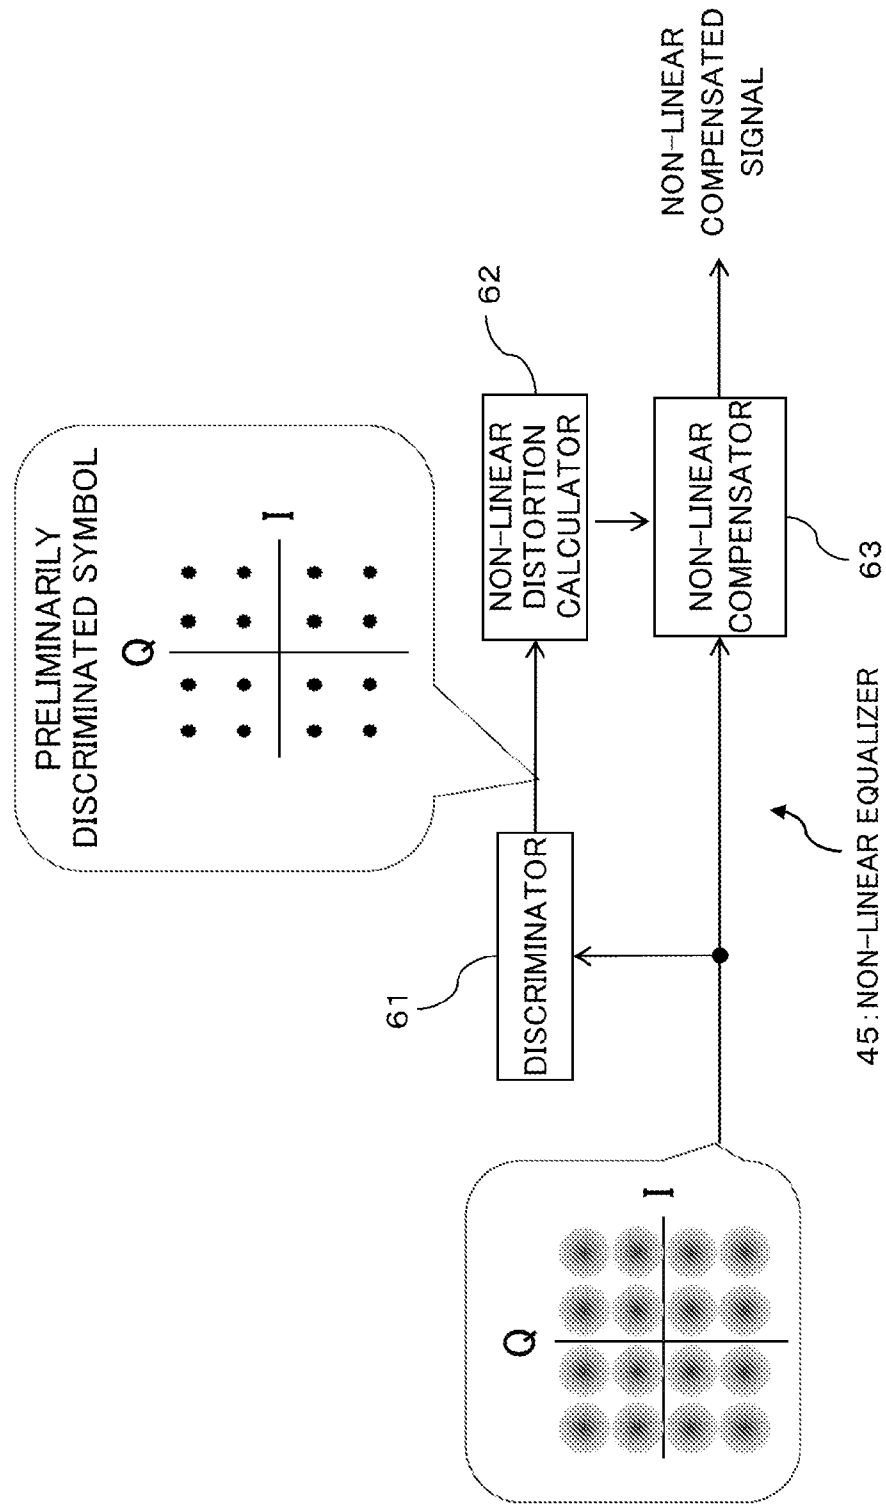 PRELIMINARILY
DISCRIMINATED SYMBOL
Q
I
61
DISCRIMINATOR
62
NON-LINEAR
DISTORTION
CALCULATOR
Q
I
NON-LINEAR
COMPENSATOR
63
NON-LINEAR
COMPENSATED
SIGNAL
45:NON-LINEAR EQUALIZER